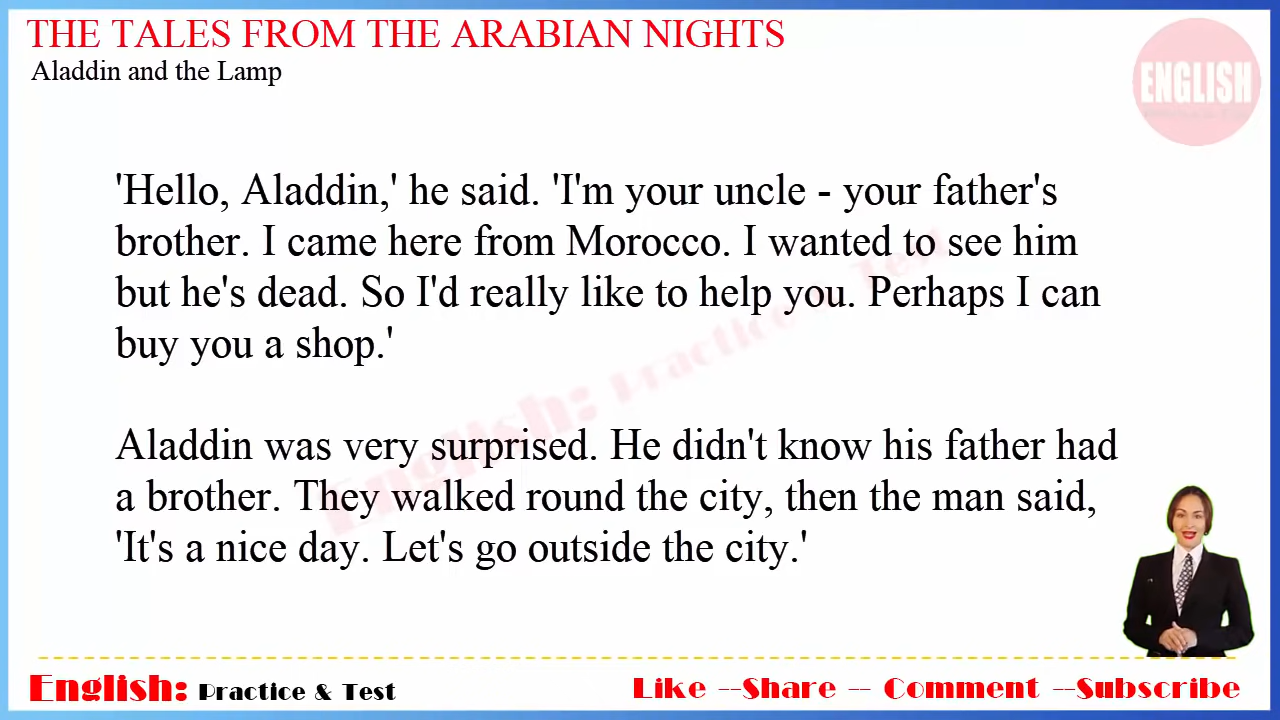 THE TALES FROM THE ARABIAN NIGHTS
Aladdin and the Lamp
ENGLISH
'Hello, Aladdin,' he said. 'I'm your uncle - your father's
brother. I came here from Morocco. I wanted to see him
but he's dead. So I'd really like to help you. Perhaps I can
buy you a shop.'
Aladdin was very surprised. He didn't know his father had
a brother. They walked round the city, then the man said,
'It's a nice day. Let's go outside the city.'
English: Practice & Test
English: Practice & Test
Like --Share -- Comment --Subscribe